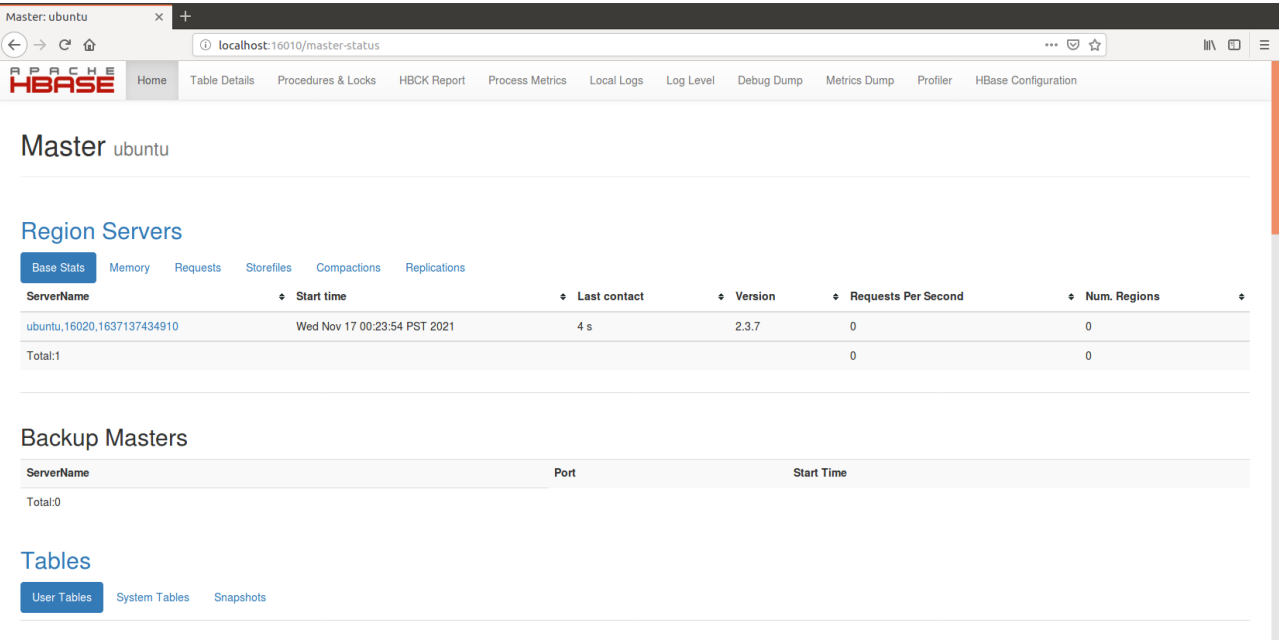 Master: ubuntu
localhost:16010/master-status
APACHE HBASE Home Table Details Procedures & Locks HBCK Report Process Metrics Local Logs Log Level Debug Dump Metrics Dump Profiler HBase Configuration
Master ubuntu
Region Servers
Base Stats Memory Requests Storefiles Compactions Replications
ServerName Start time Last contact Version Requests Per Second Num. Regions
ubuntu,16020,1637137434910 Wed Nov 17 00:23:54 PST 2021 4 s 2.3.7 0 0
Total:1 0 0
Backup Masters
ServerName Port Start Time
Total:0
Tables
User Tables System Tables Snapshots